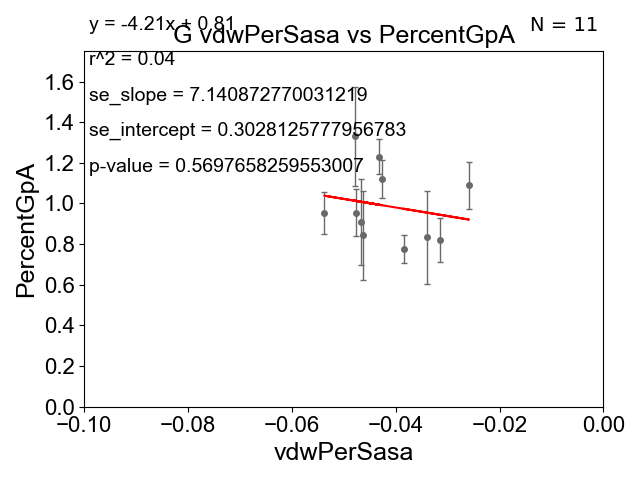 y = -4.21x + 0.81
N = 11
G vdwPerSasa vs PercentGpA
r^2 = 0.04
se_slope = 7.140872770031219
se_intercept = 0.3028125777956783
p-value = 0.5697658259553007
PercentGpA
1.6
1.4
1.2
1.0
0.8
0.6
0.4
0.2
0.0
−0.10
−0.08
−0.06
−0.04
−0.02
0.00
vdwPerSasa